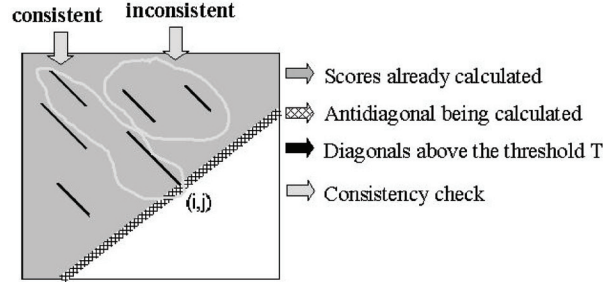 consistent
inconsistent
Scores already calculated
Antidiagonal being calculated
Diagonals above the threshold T
Consistency check
(i,j)